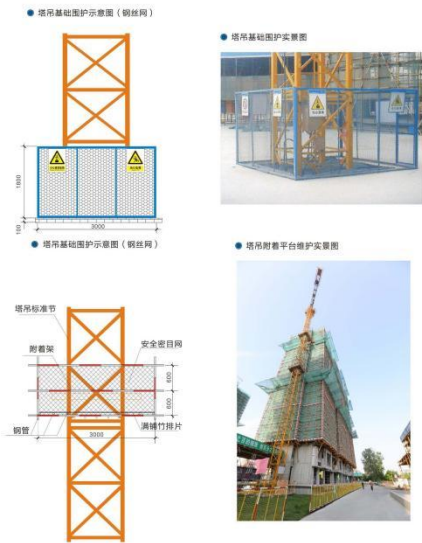 塔吊基础围护示意图（钢丝网）
塔吊基础围护实景图
1800
100
3000
塔吊基础围护示意图（钢丝网）
塔吊附着平台维护实景图
塔吊标准节
附着架
安全密目网
600
600
钢管
3000
满铺竹排片